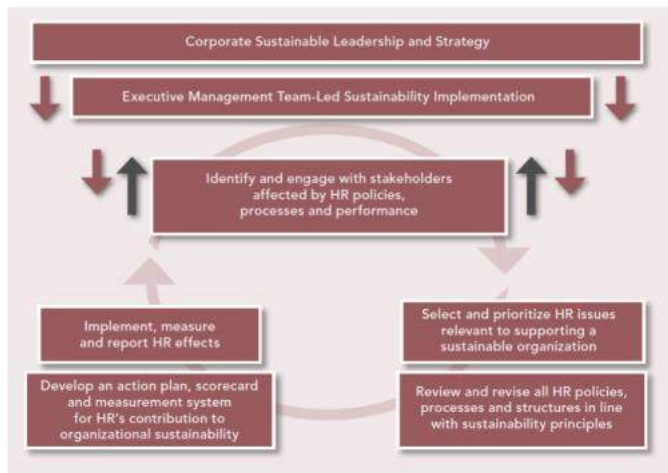 Corporate Sustainable Leadership and Strategy
Executive Management Team-Led Sustainability Implementation
Identify and engage with stakeholders
affected by HR policies,
processes and performance
Implement, measure
and report HR effects
Select and prioritize HR issues
relevant to supporting a
sustainable organization
Develop an action plan, scorecard
and measurement system
for HR's contribution to
organizational sustainability
Review and revise all HR policies,
processes and structures in line
with sustainability principles